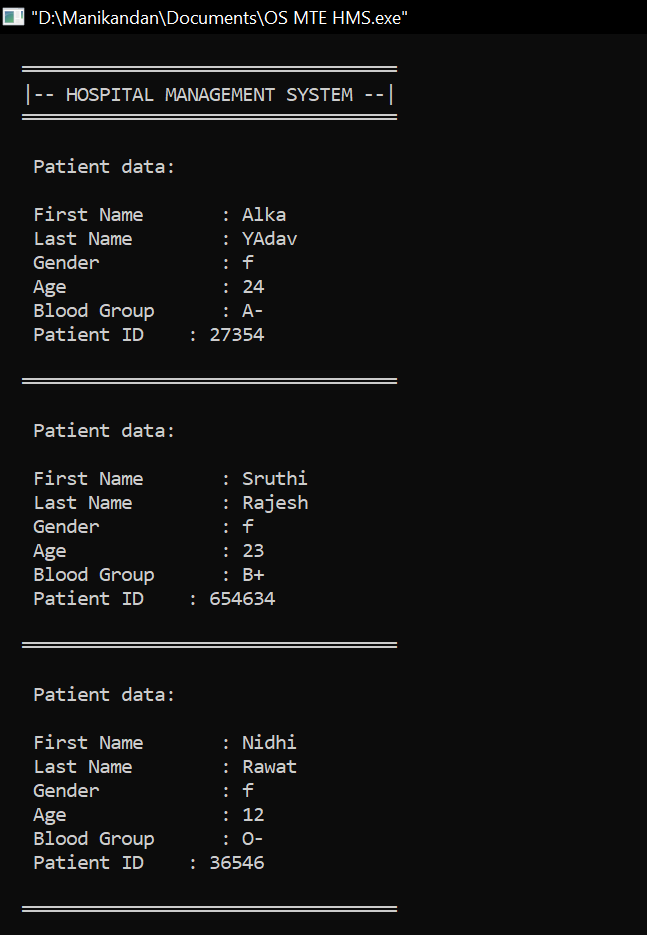 "D:\Manikandan\Documents\OS MTE HMS.exe"
|-- HOSPITAL MANAGEMENT SYSTEM --|
Patient data:
First Name : Alka
Last Name : YAdav
Gender : f
Age : 24
Blood Group : A-
Patient ID : 27354
Patient data:
First Name : Sruthi
Last Name : Rajesh
Gender : f
Age : 23
Blood Group : B+
Patient ID : 654634
Patient data:
First Name : Nidhi
Last Name : Rawat
Gender : f
Age : 12
Blood Group : O-
Patient ID : 36546